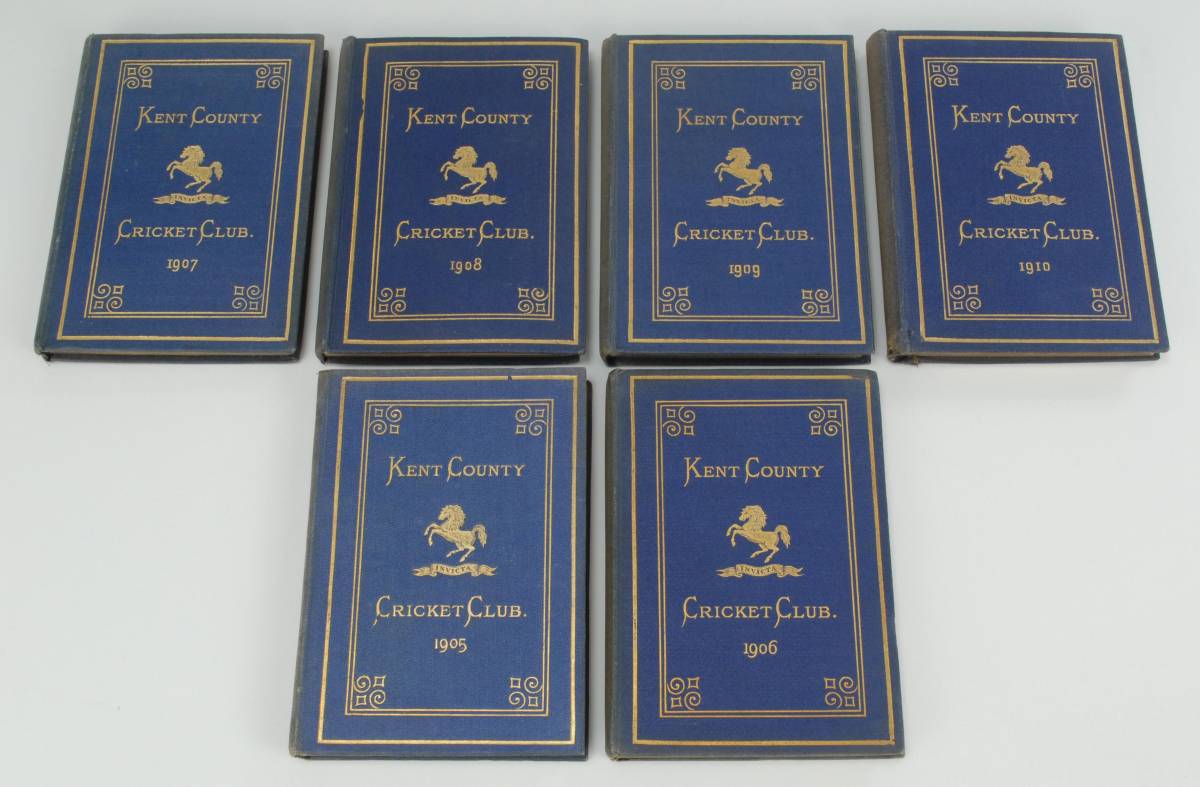 Kent County
INVICTA
Cricket Club.
1907
Kent County
INVICTA
Cricket Club.
1908
Kent County
INVICTA
Cricket Club.
1909
Kent County
INVICTA
Cricket Club.
1910
Kent County
INVICTA
Cricket Club.
1905
Kent County
INVICTA
Cricket Club.
1906